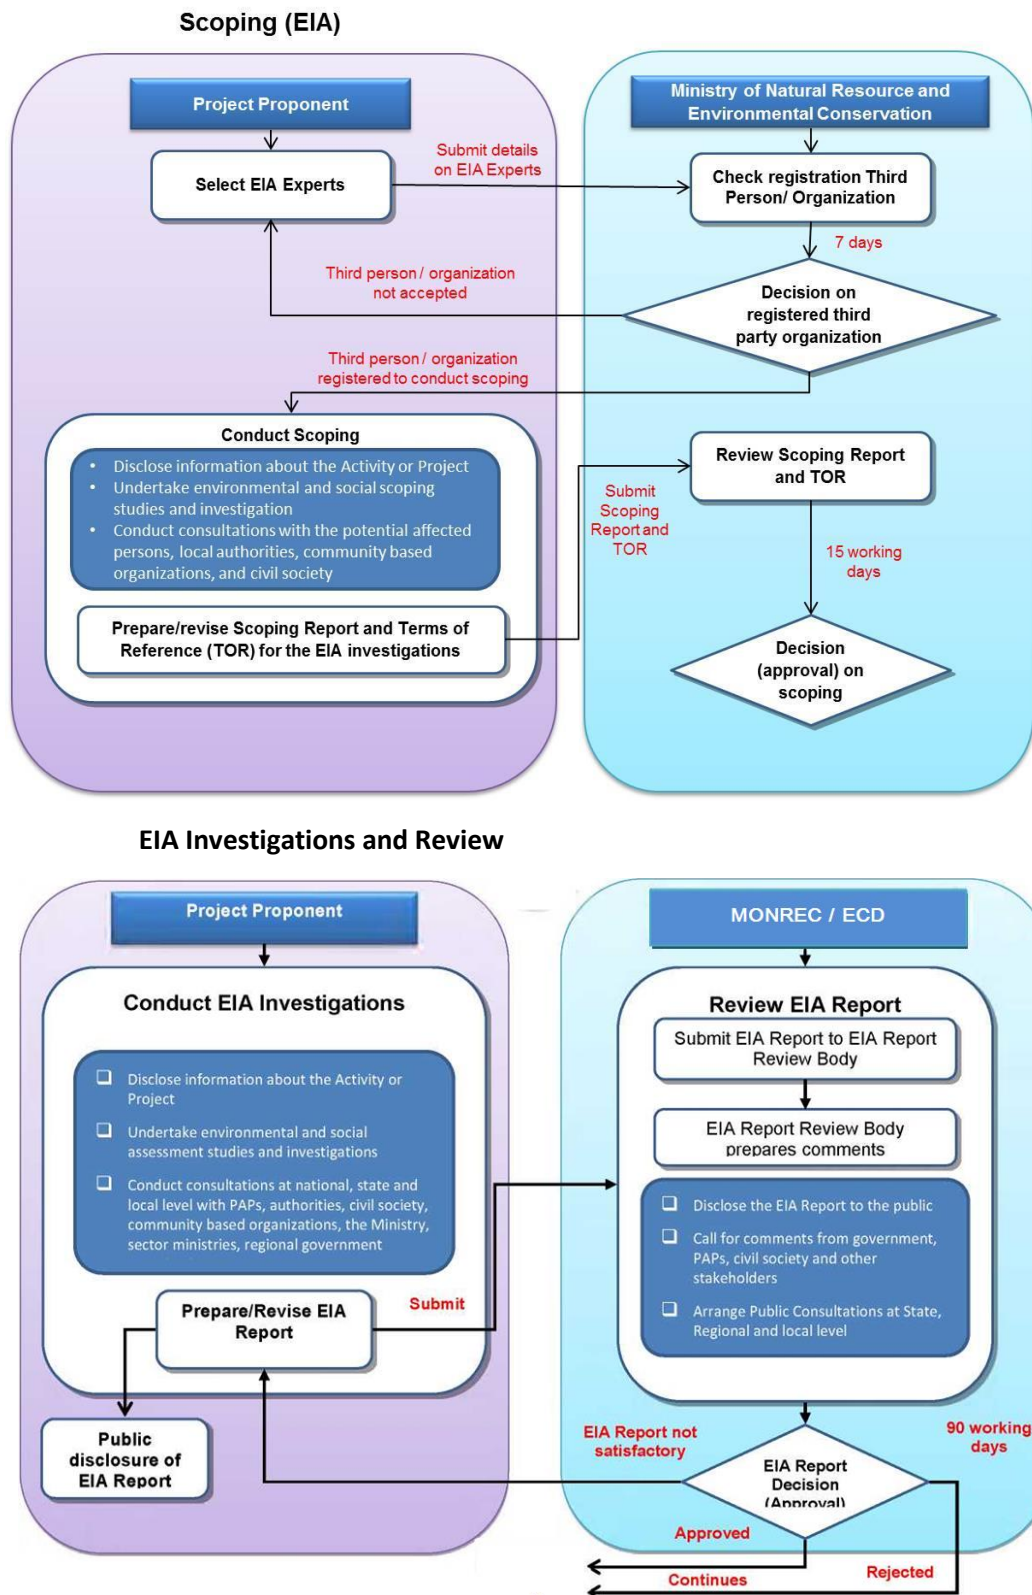 Scoping (EIA)
Project Proponent
Ministry of Natural Resource and
Environmental Conservation
Select EIA Experts
Submit details
on EIA Experts
Check registration Third
Person/ Organization
7 days
Third person / organization
not accepted
Decision on
registered third
party organization
Third person / organization
registered to conduct scoping
Conduct Scoping
• Disclose information about the Activity or Project
• Undertake environmental and social scoping
studies and investigation
• Conduct consultations with the potential affected
persons, local authorities, community based
organizations, and civil society
Prepare/revise Scoping Report and Terms of
Reference (TOR) for the EIA investigations
Submit
Scoping
Report and
TOR
Review Scoping Report
and TOR
15 working
days
Decision
(approval) on
scoping
EIA Investigations and Review
Project Proponent
MONREC / ECD
Conduct EIA Investigations
❑ Disclose information about the Activity or
Project
❑ Undertake environmental and social
assessment studies and investigations
❑ Conduct consultations at national, state and
local level with PAPs, authorities, civil society,
community based organizations, the Ministry,
sector ministries, regional government
Prepare/Revise EIA
Report
Submit
Public
disclosure of
EIA Report
Review EIA Report
Submit EIA Report to EIA Report
Review Body
EIA Report Review Body
prepares comments
❑ Disclose the EIA Report to the public
❑ Call for comments from government,
PAPs, civil society and other
stakeholders
❑ Arrange Public Consultations at State,
Regional and local level
EIA Report not
satisfactory
90 working
days
EIA Report
Decision
(Approval)
Approved
Continues
Rejected